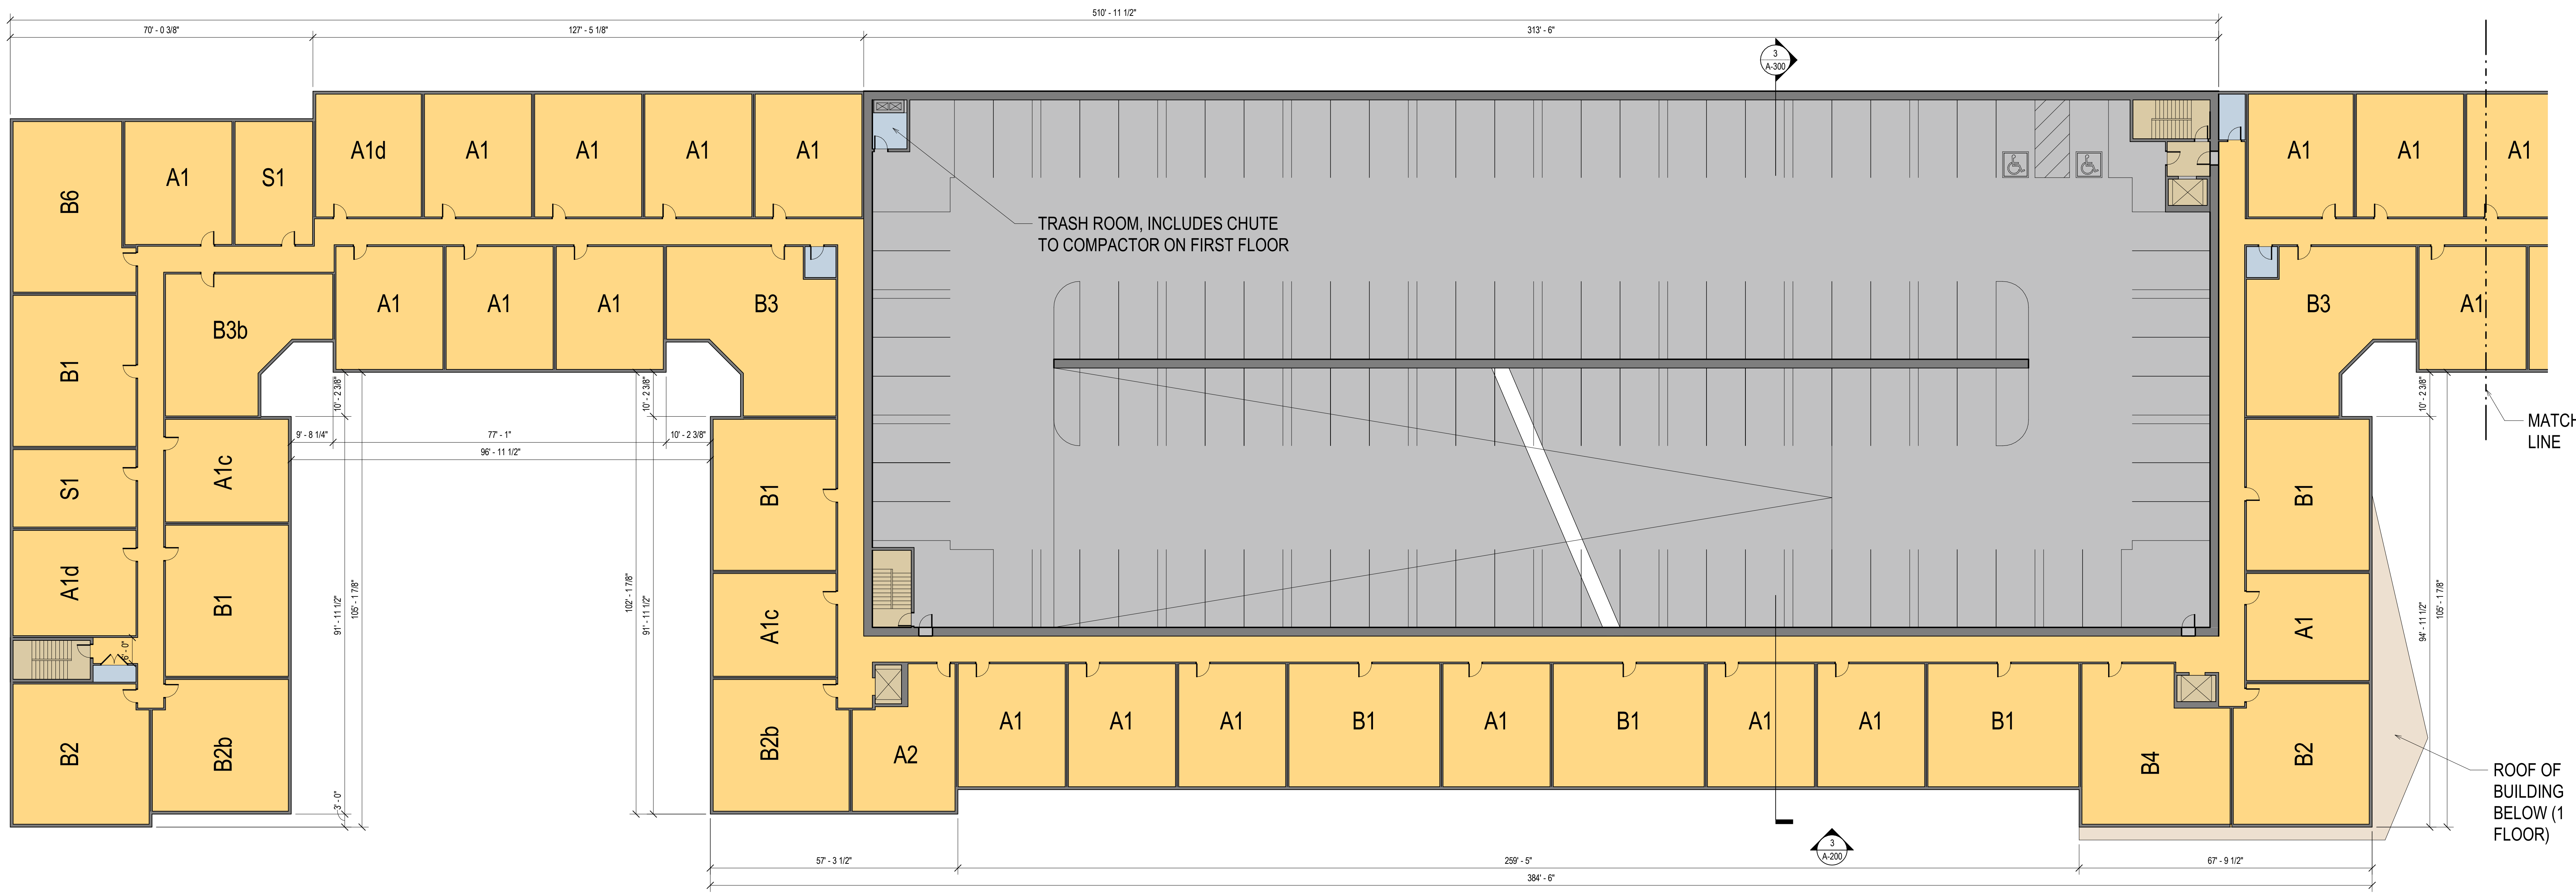 510' - 11 1/2"
70' - 0 3/8"
127' - 5 1/8"
313' - 6"
3
A-300
A1d
A1
A1
A1
A1
A1
A1
A1
B6
A1
S1
TRASH ROOM, INCLUDES CHUTE
TO COMPACTOR ON FIRST FLOOR
B3b
A1
A1
A1
B3
B3
A1
B1
10' - 2 3/8"
10' - 2 3/8"
10' - 2 3/8"
MATCH
LINE
9' - 8 1/4"
77' - 1"
10' - 2 3/8"
96' - 11 1/2"
A1c
S1
B1
B1
A1d
B1
91' - 11 1/2"
105' - 1 7/8"
102' - 1 7/8"
91' - 11 1/2"
A1c
A1
94' - 11 1/2"
105' - 1 7/8"
6' - 0"
B2
B2b
B2b
A2
A1
A1
A1
B1
A1
B1
A1
A1
B1
B4
B2
3' - 0"
ROOF OF
BUILDING
BELOW (1
FLOOR)
3
A-200
57' - 3 1/2"
259' - 5"
67' - 9 1/2"
384' - 6"